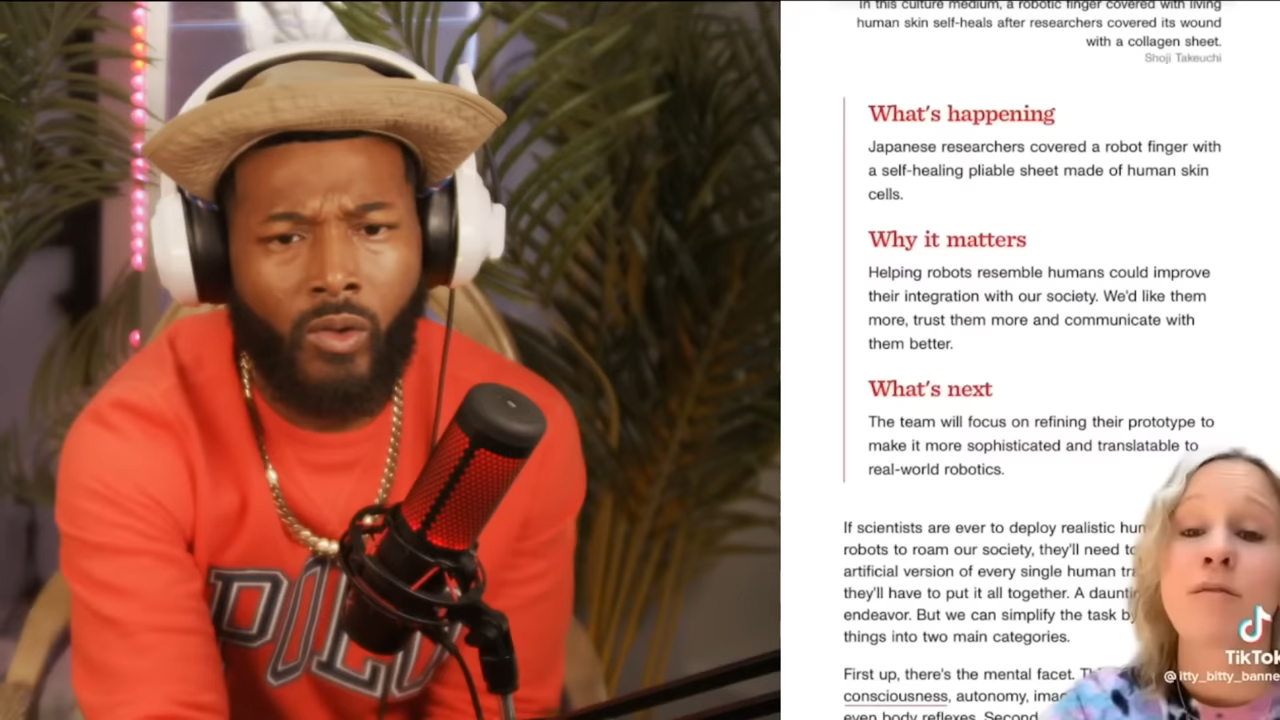 In this culture medium, a robotic finger covered with living
human skin self-heals after researchers covered its wound
with a collagen sheet.
Shoji Takeuchi
What's happening
Japanese researchers covered a robot finger with
a self-healing pliable sheet made of human skin
cells.
Why it matters
Helping robots resemble humans could improve
their integration with our society. We'd like them
more, trust them more and communicate with
them better.
What's next
The team will focus on refining their prototype to
make it more sophisticated and translatable to
real-world robotics.
If scientists are ever to deploy realistic
robots to roam our society, they'll need
artificial version of every single human
they'll have to put it all together. A
endeavor. But we can simplify the task
things into two main categories.
First up, there's the mental facet.
consciousness, autonomy,
even body reflexes. Second
POLO
TikTok
@itty_bitty_banne